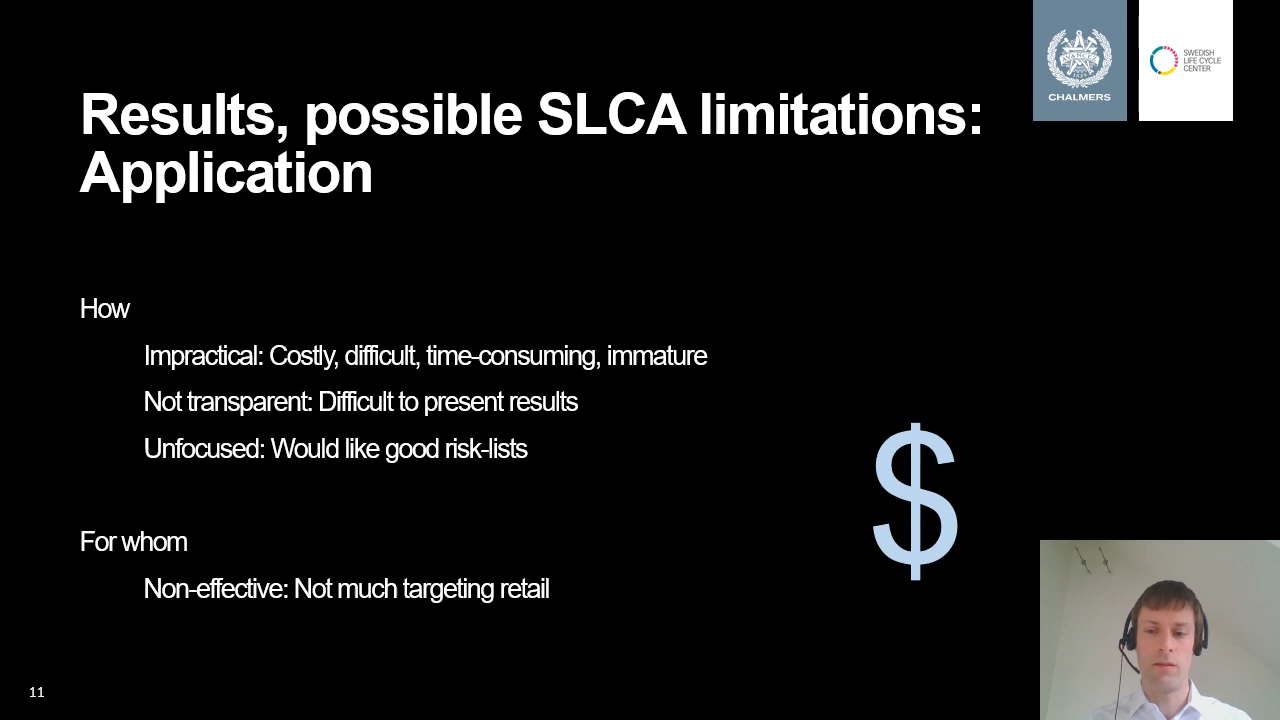 CHALMERS
SWEDISH
LIFE CYCLE
CENTER
Results, possible SLCA limitations:
Application
How
Impractical: Costly, difficult, time-consuming, immature
Not transparent: Difficult to present results
Unfocused: Would like good risk-lists
$
For whom
Non-effective: Not much targeting retail
11